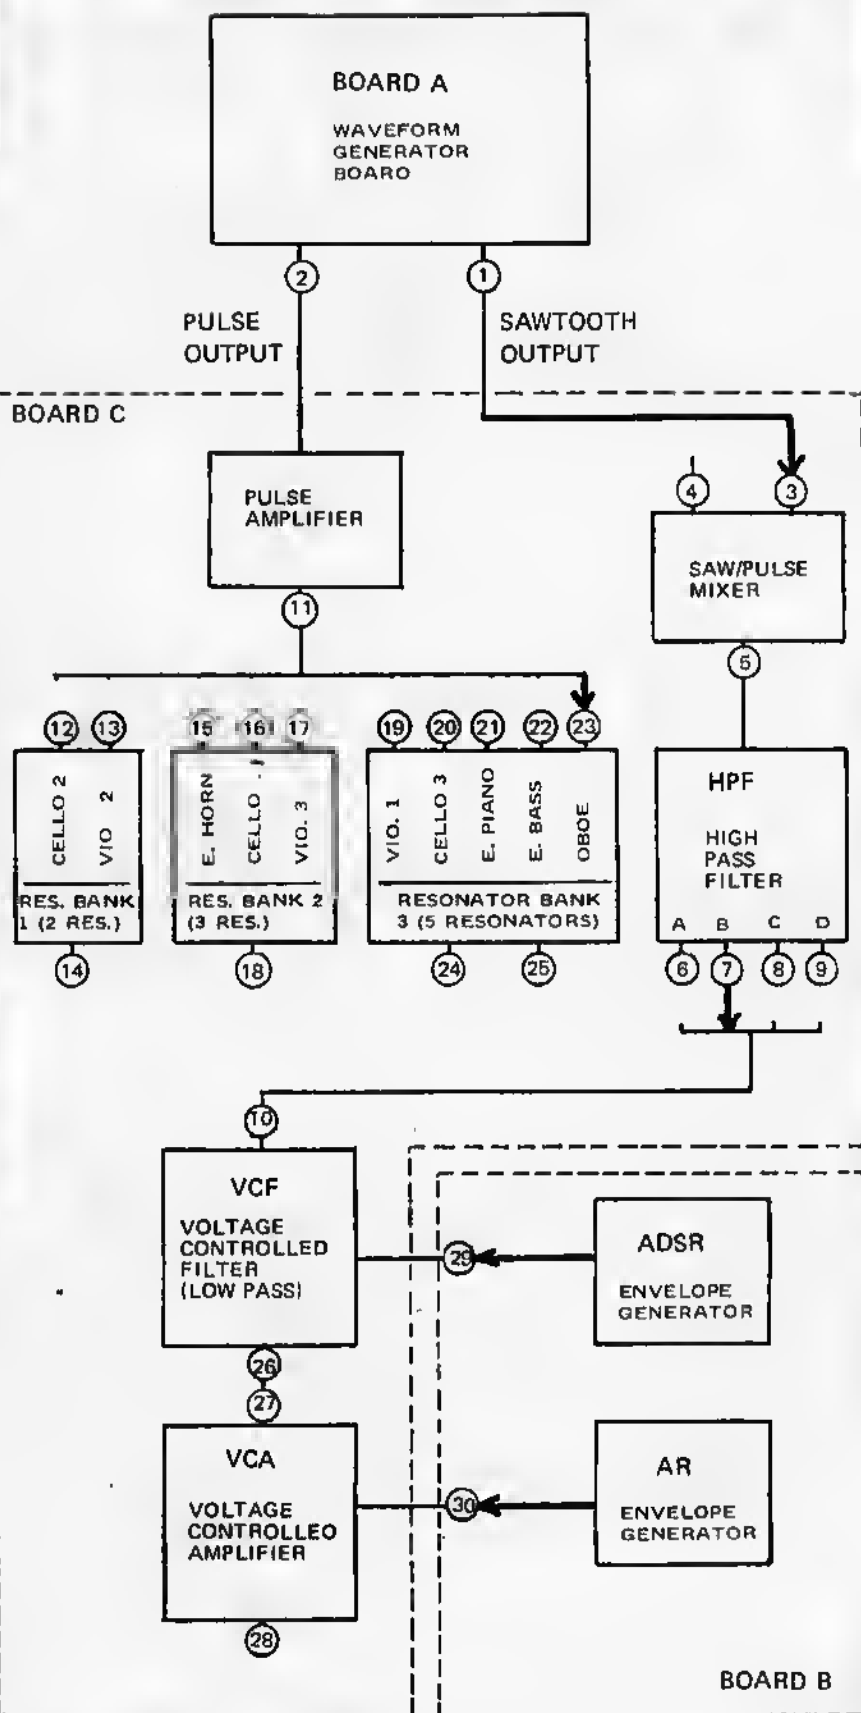 BOARD A
WAVEFORM
GENERATOR
BOARO
2
1
PULSE
OUTPUT
SAWTOOTH
OUTPUT
BOARD C
PULSE
AMPLIFIER
4
3
SAW/PULSE
MIXER
11
5
12
13
15
16
17
19
20
21
22
23
CELLO 2
VIO 2
E. HORN
CELLO
VIO. 3
VIO. 1
CELLO 3
E. PIANO
E. BASS
OBOE
RES. BANK
1 (2 RES.)
RES. BANK 2
(3 RES.)
RESONATOR BANK
3 (5 RESONATORS)
HPF
HIGH
PASS
FILTER
A B C D
14
18
24
25
6
7
8
9
10
VCF
VOLTAGE
CONTROLLED
FILTER
(LOW PASS)
29
ADSR
ENVELOPE
GENERATOR
26
27
VCA
VOLTAGE
CONTROLLEO
AMPLIFIER
30
AR
ENVELOPE
GENERATOR
28
BOARD B